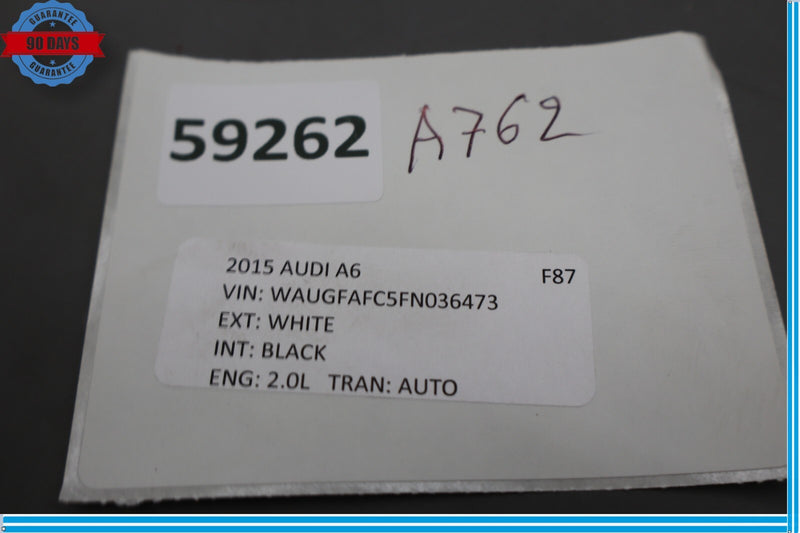 GUARANTEE
90 DAYS
GUARANTEE
59262
A762
2015 AUDI A6 F87
VIN: WAUGFAFC5FN036473
EXT: WHITE
INT: BLACK
ENG: 2.0L TRAN: AUTO